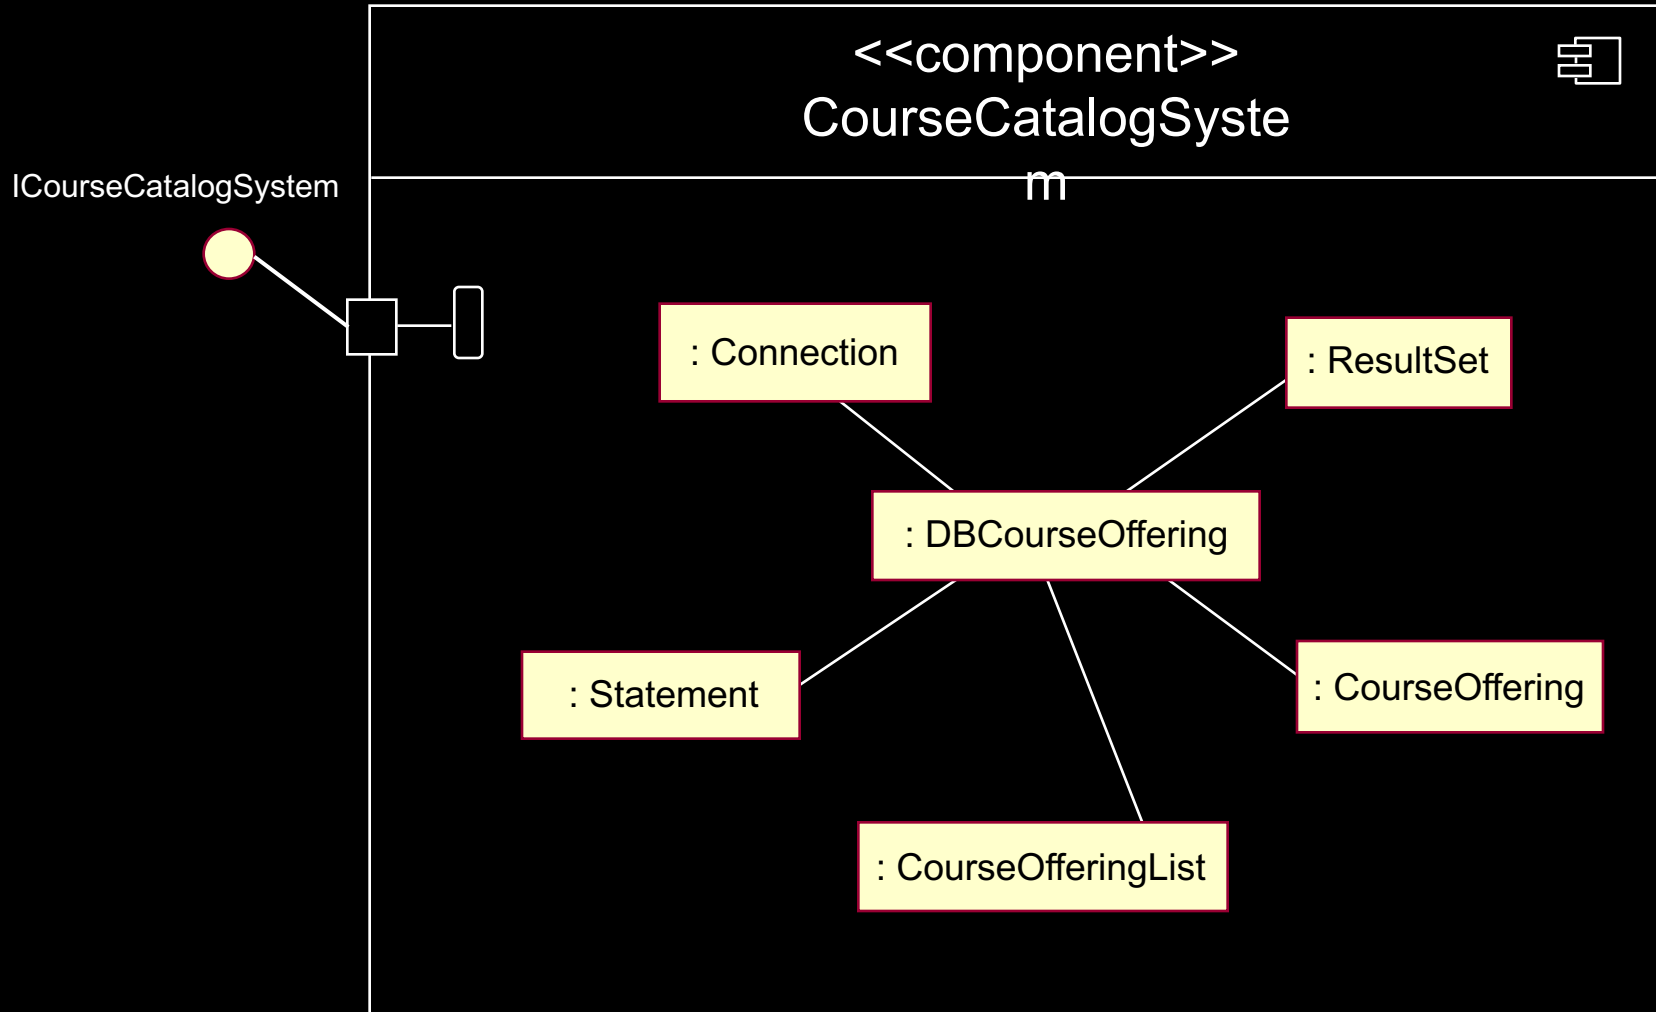 <<component>>
CourseCatalogSyste
m
ICourseCatalogSystem
: Connection
: ResultSet
: DBCourseOffering
: Statement
: CourseOffering
: CourseOfferingList